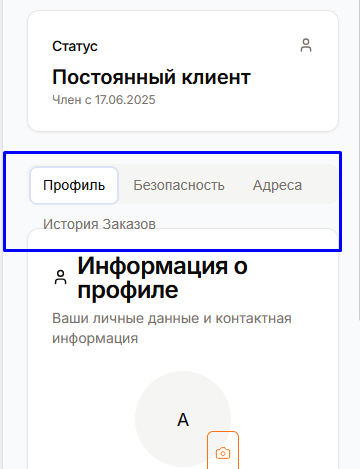 Статус
Постоянный клиент
Член с 17.06.2025
Профиль Безопасность Адреса
История Заказов
Информация о
профиле
Ваши личные данные и контактная
информация
А